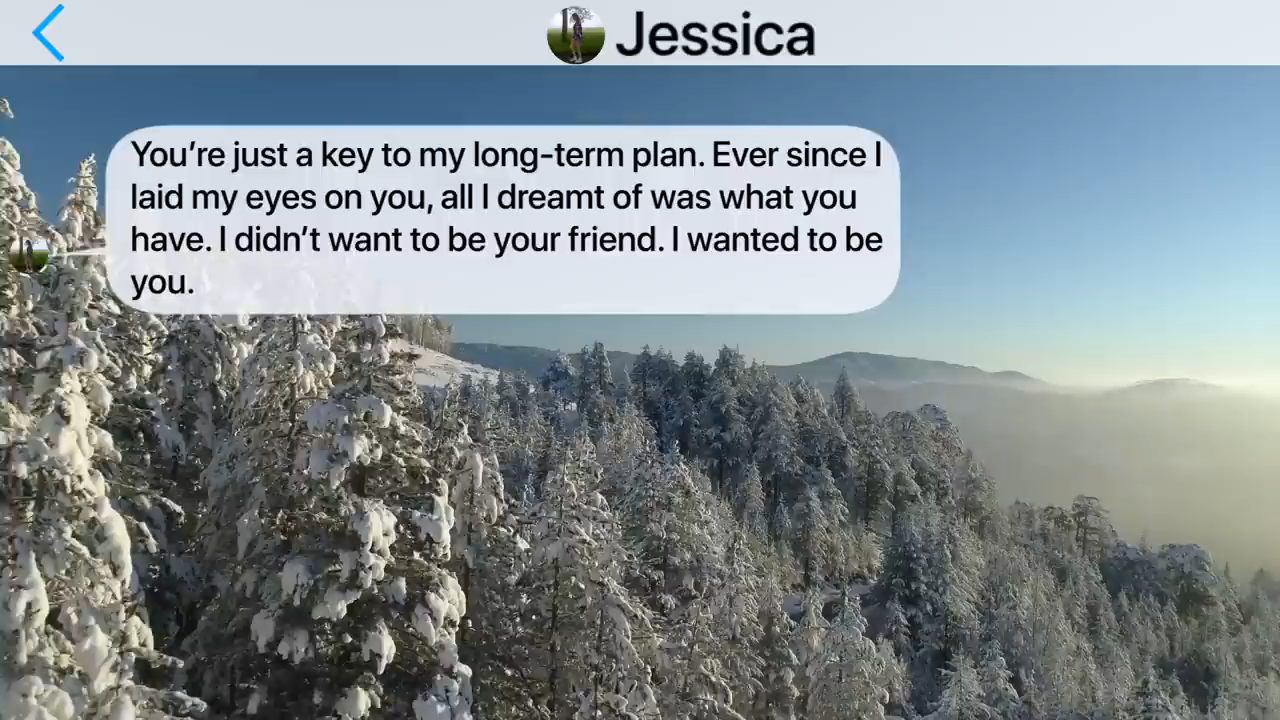 Jessica
You’re just a key to my long-term plan. Ever since I
laid my eyes on you, all I dreamt of was what you
have. I didn’t want to be your friend. I wanted to be
you.